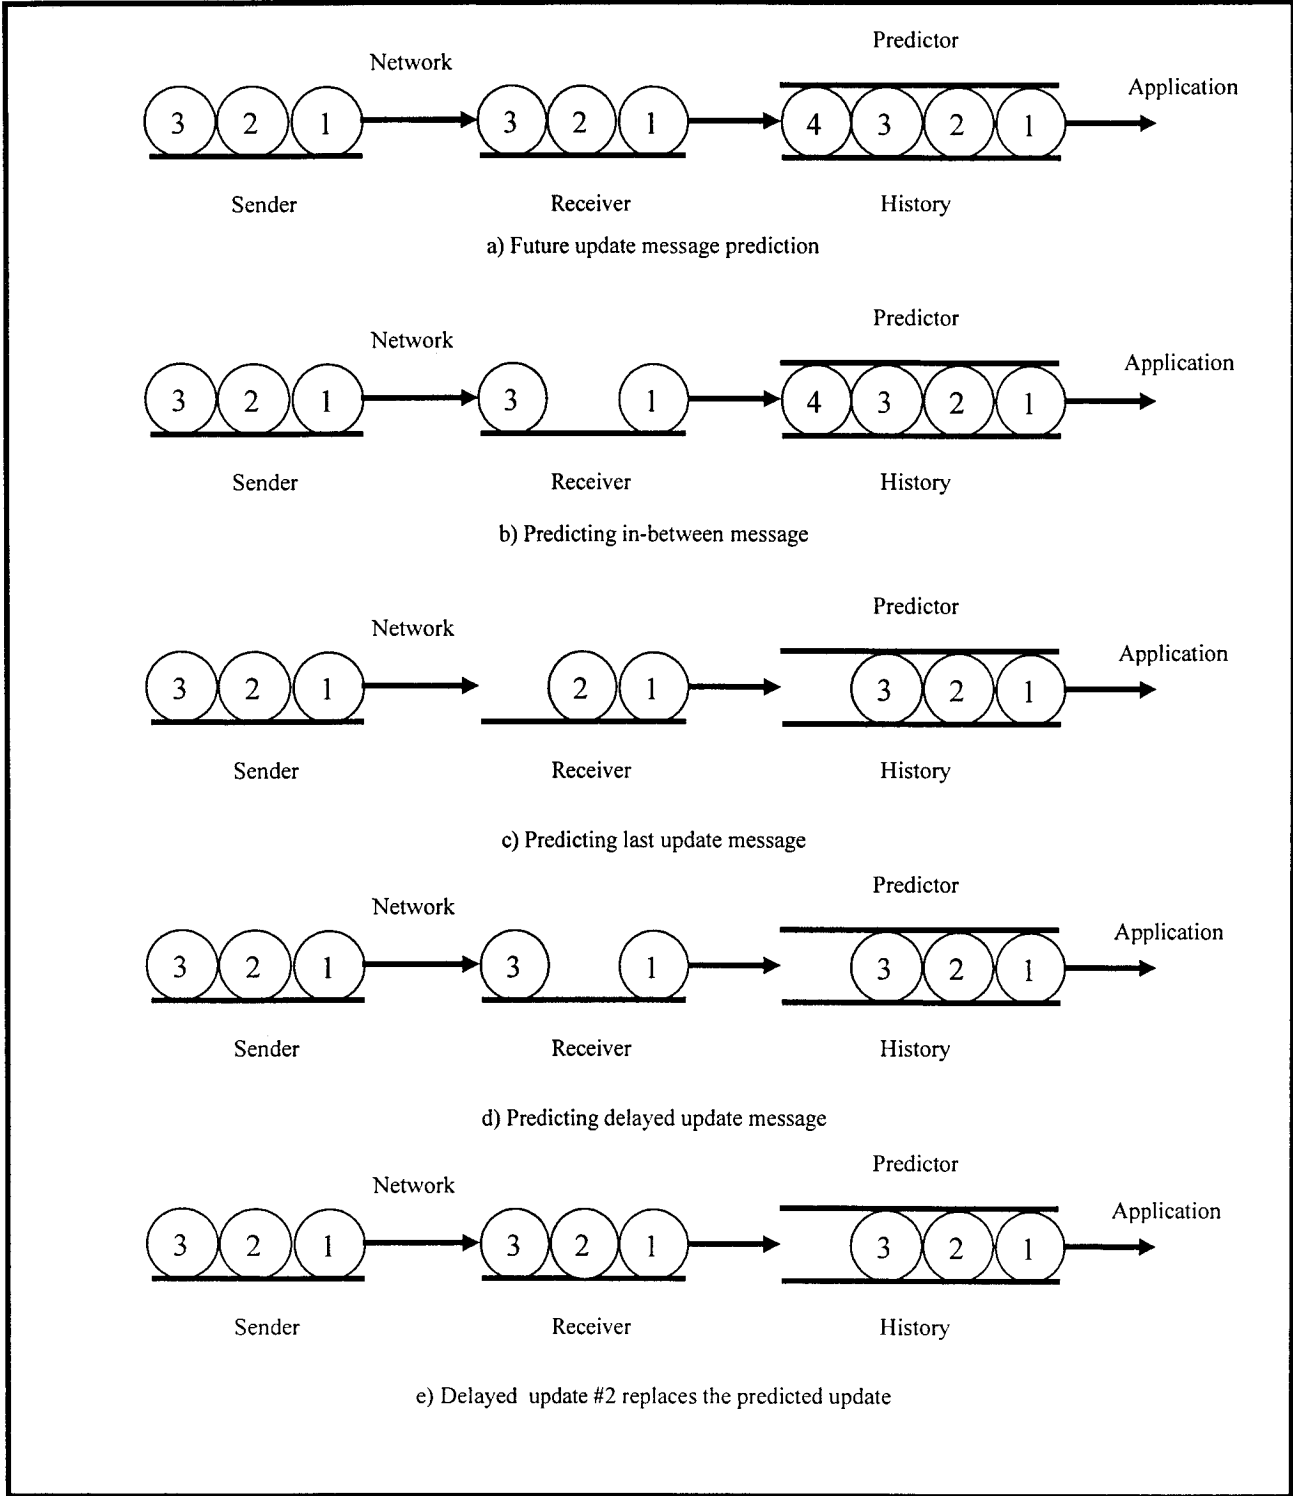 Predictor
Network
Application
3 2 1 3 2 1 4 3 2 1
Sender Receiver History
a) Future update message prediction
Predictor
Network
Application
3 2 1 3 1 4 3 2 1
Sender Receiver History
b) Predicting in-between message
Predictor
Network
Application
3 2 1 2 1 3 2 1
Sender Receiver History
c) Predicting last update message
Predictor
Network
Application
3 2 1 3 1 3 2 1
Sender Receiver History
d) Predicting delayed update message
Predictor
Network
Application
3 2 1 3 2 1 3 2 1
Sender Receiver History
e) Delayed update #2 replaces the predicted update